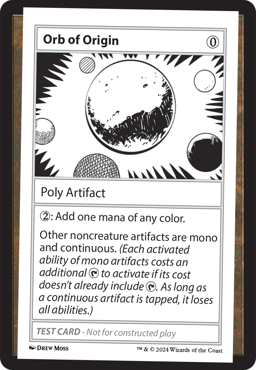 Orb of Origin 0
Poly Artifact
②: Add one mana of any color.
Other noncreature artifacts are mono
and continuous. (Each activated
ability of mono artifacts costs an
additional to activate if its cost
doesn't already include . As long as
a continuous artifact is tapped, it loses
all abilities.)
TEST CARD - Not for constructed play
DREW MOSS ™ & © 2024 Wizards of the Coast